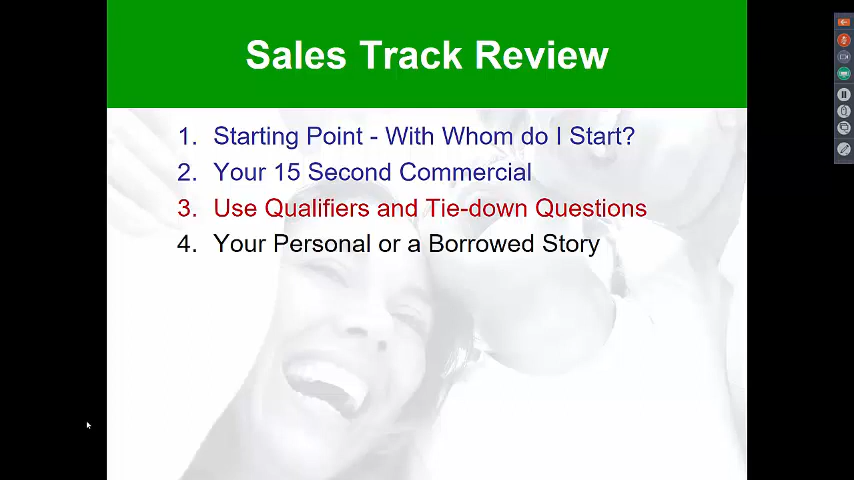 Sales Track Review
1. Starting Point - With Whom do I Start?
2. Your 15 Second Commercial
3. Use Qualifiers and Tie-down Questions
4. Your Personal or a Borrowed Story